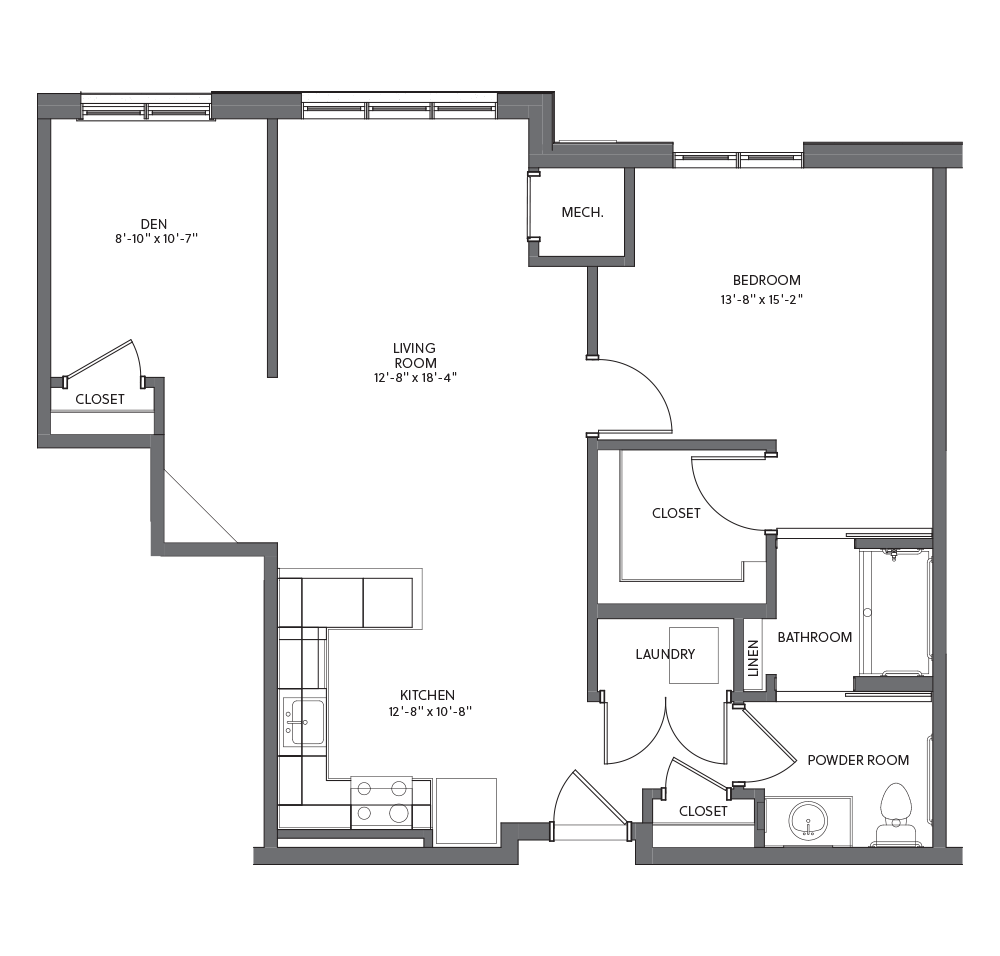 DEN
8'-10" x 10'-7"
MECH.
BEDROOM
13'-8" x 15'-2"
LIVING
ROOM
12'-8" x 18'-4"
CLOSET
CLOSET
BATHROOM
LINEN
LAUNDRY
KITCHEN
12'-8" x 10'-8"
POWDER ROOM
CLOSET